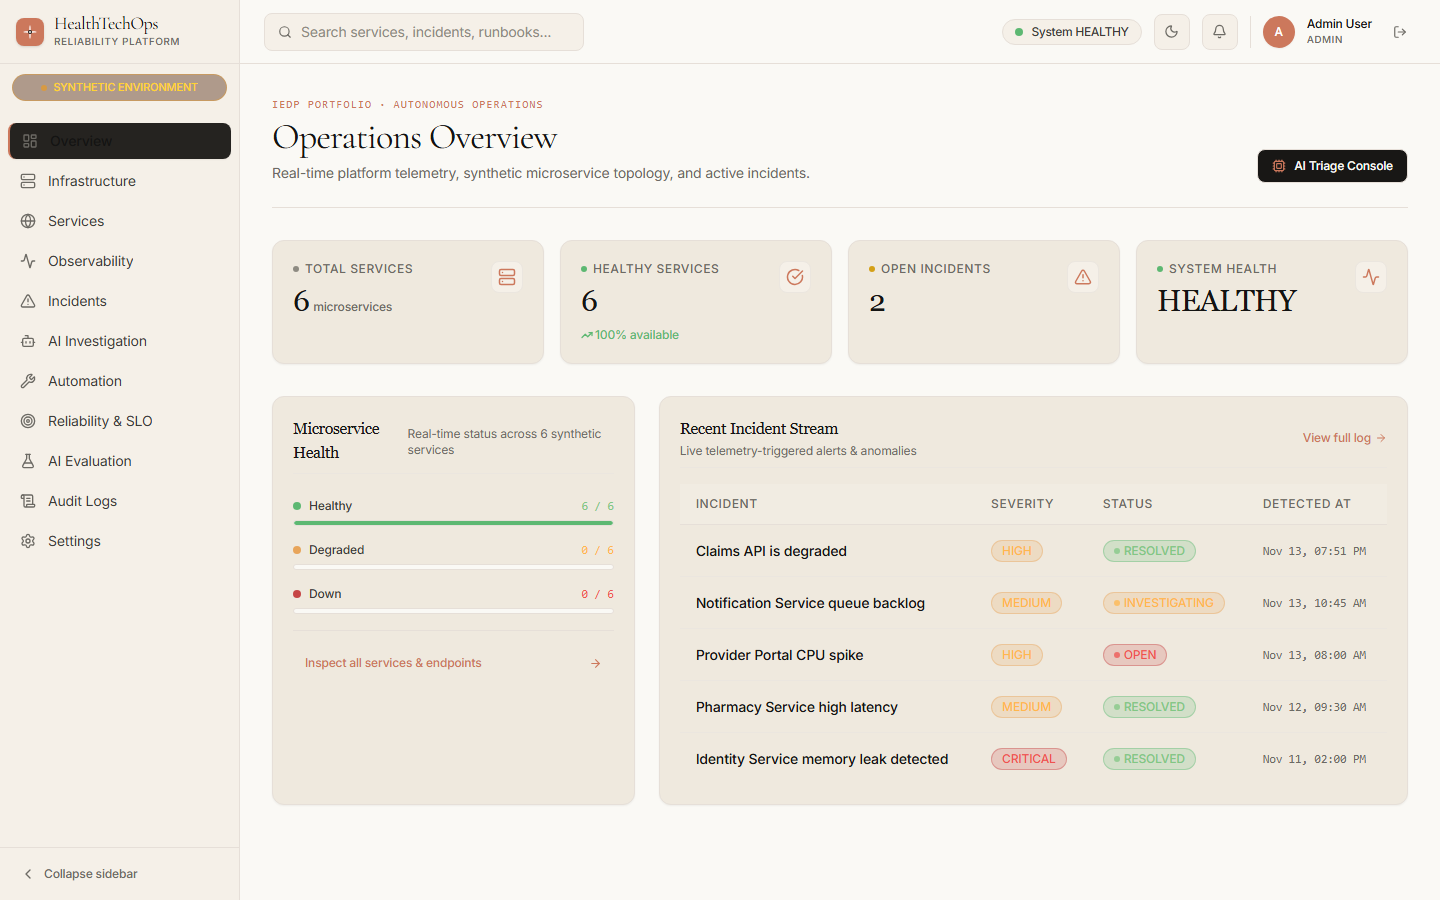 HealthTechOps
RELIABILITY PLATFORM
Search services, incidents, runbooks...
System HEALTHY
A
Admin User
ADMIN
SYNTHETIC ENVIRONMENT
Overview
Infrastructure
Services
Observability
Incidents
AI Investigation
Automation
Reliability & SLO
AI Evaluation
Audit Logs
Settings
Collapse sidebar
IEDP PORTFOLIO · AUTONOMOUS OPERATIONS
Operations Overview
Real-time platform telemetry, synthetic microservice topology, and active incidents.
AI Triage Console
TOTAL SERVICES
6 microservices
HEALTHY SERVICES
6
100% available
OPEN INCIDENTS
2
SYSTEM HEALTH
HEALTHY
Microservice
Health
Real-time status across 6 synthetic
services
Healthy 6 / 6
Degraded 0 / 6
Down 0 / 6
Inspect all services & endpoints →
Recent Incident Stream
Live telemetry-triggered alerts & anomalies
View full log →
INCIDENT SEVERITY STATUS DETECTED AT
Claims API is degraded HIGH RESOLVED Nov 13, 07:51 PM
Notification Service queue backlog MEDIUM INVESTIGATING Nov 13, 10:45 AM
Provider Portal CPU spike HIGH OPEN Nov 13, 08:00 AM
Pharmacy Service high latency MEDIUM RESOLVED Nov 12, 09:30 AM
Identity Service memory leak detected CRITICAL RESOLVED Nov 11, 02:00 PM